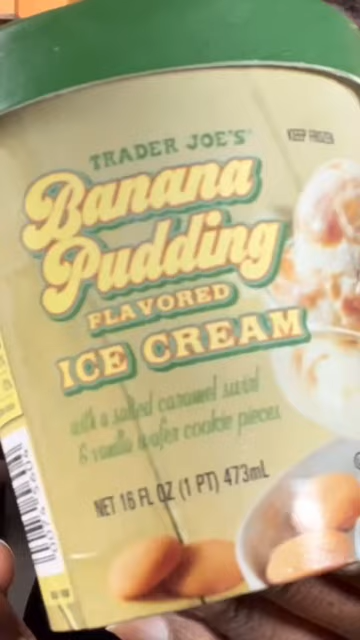 TRADER JOE'S
KEEP FROZEN
Banana
Pudding
FLAVORED
ICE CREAM
with a salted caramel swirl
& vanilla wafer cookie pieces
NET 16 FL OZ (1 PT) 473mL